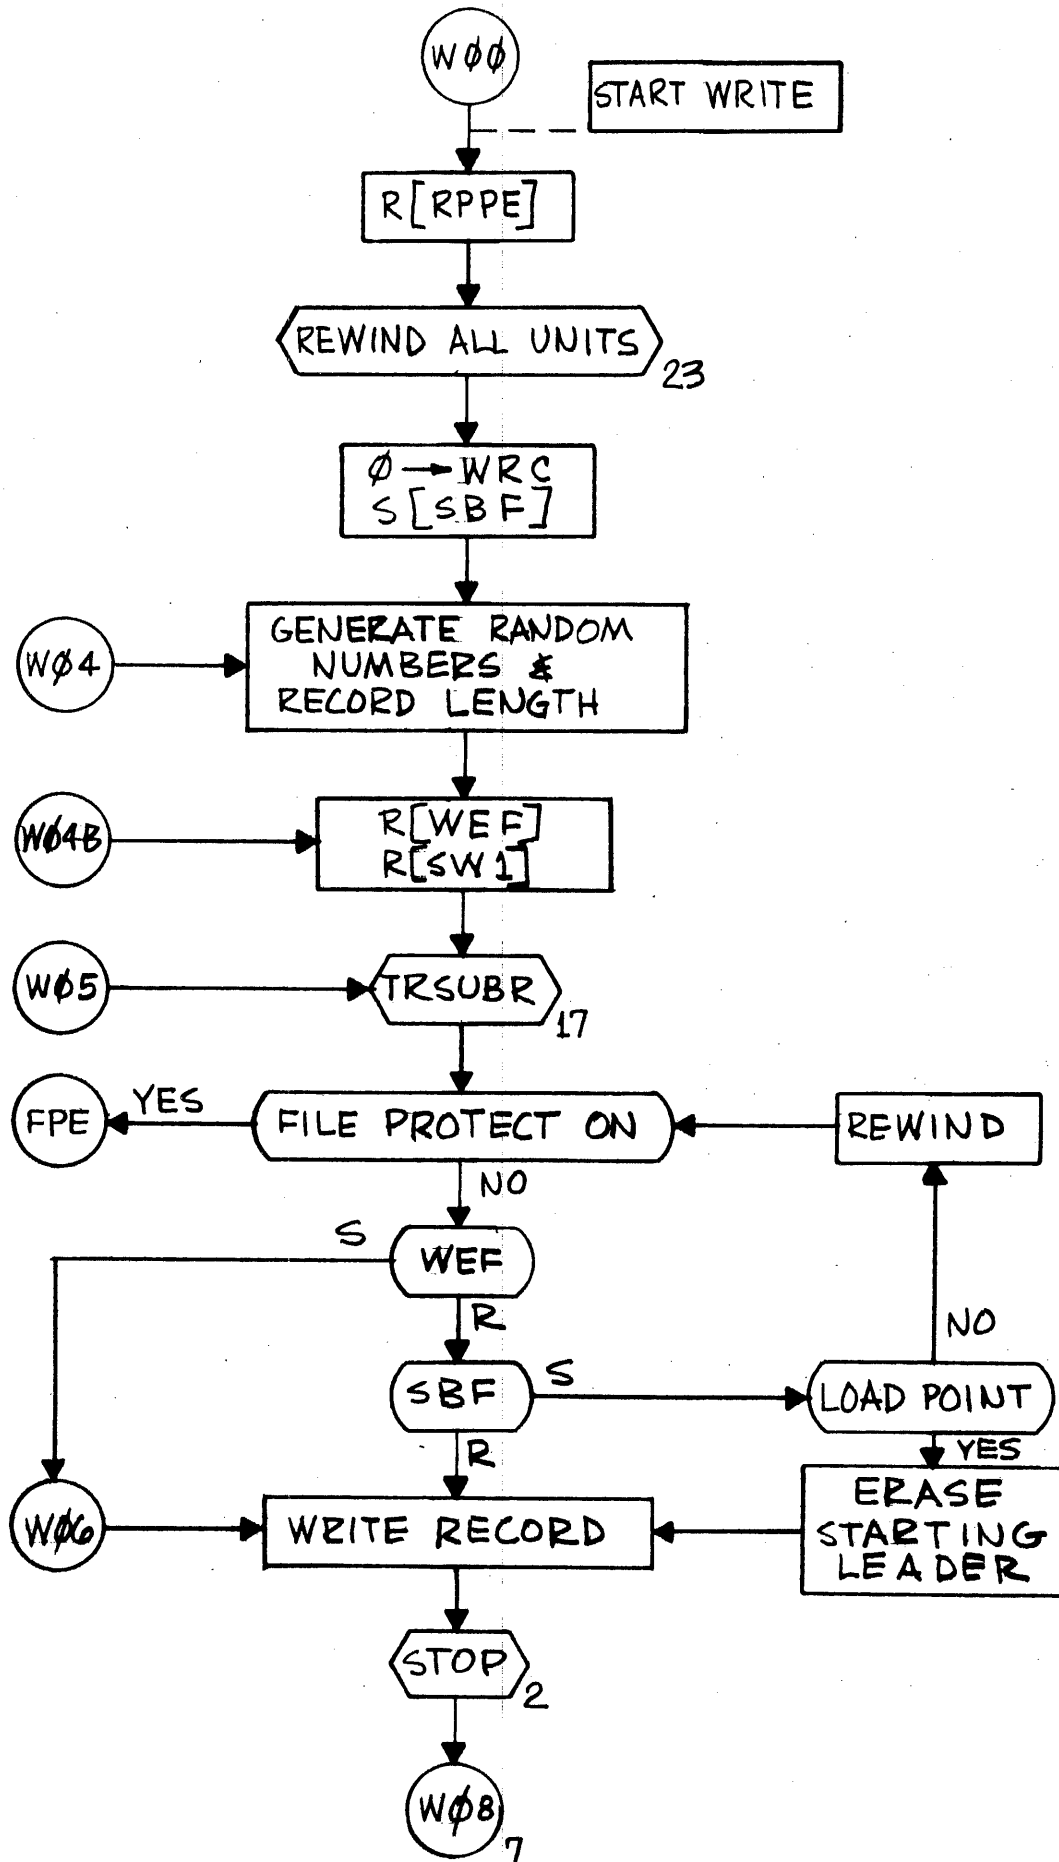 WØØ
START WRITE
R[RPPE]
REWIND ALL UNITS
23
Ø → WRC
S[SBF]
WØ4
GENERATE RANDOM
NUMBERS &
RECORD LENGTH
WØ4B
R[WEF]
R[SW1]
WØ5
TRSUBR
17
FPE
YES
FILE PROTECT ON
REWIND
NO
S
WEF
R
NO
SBF
S
LOAD POINT
R
YES
WØ6
WRITE RECORD
ERASE
STARTING
LEADER
STOP
2
WØ8
7